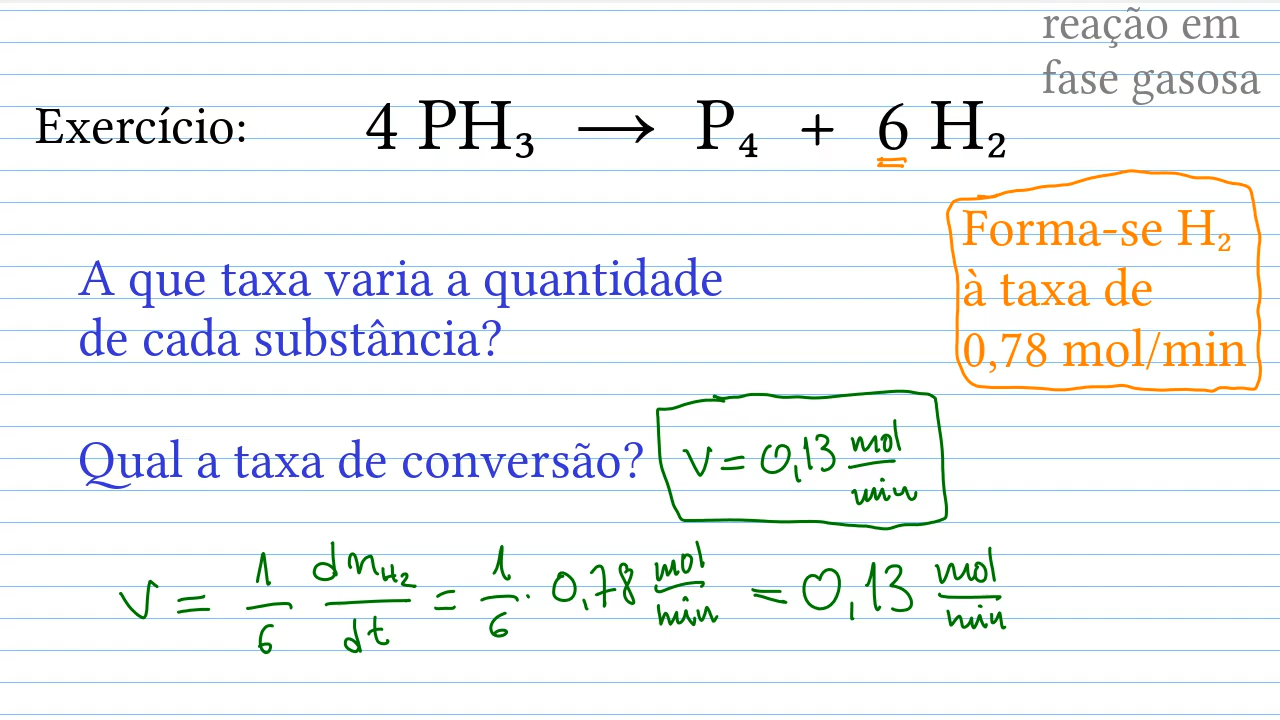 reação em
fase gasosa
Exercício: 4 PH₃ ⟶ P₄ + 6 H₂
Forma-se H₂
à taxa de
0,78 mol/min
A que taxa varia a quantidade
de cada substância?
Qual a taxa de conversão? v = 0,13 mol/min
v = 1/6 dn_H₂/dt = 1/6 · 0,78 mol/min = 0,13 mol/min